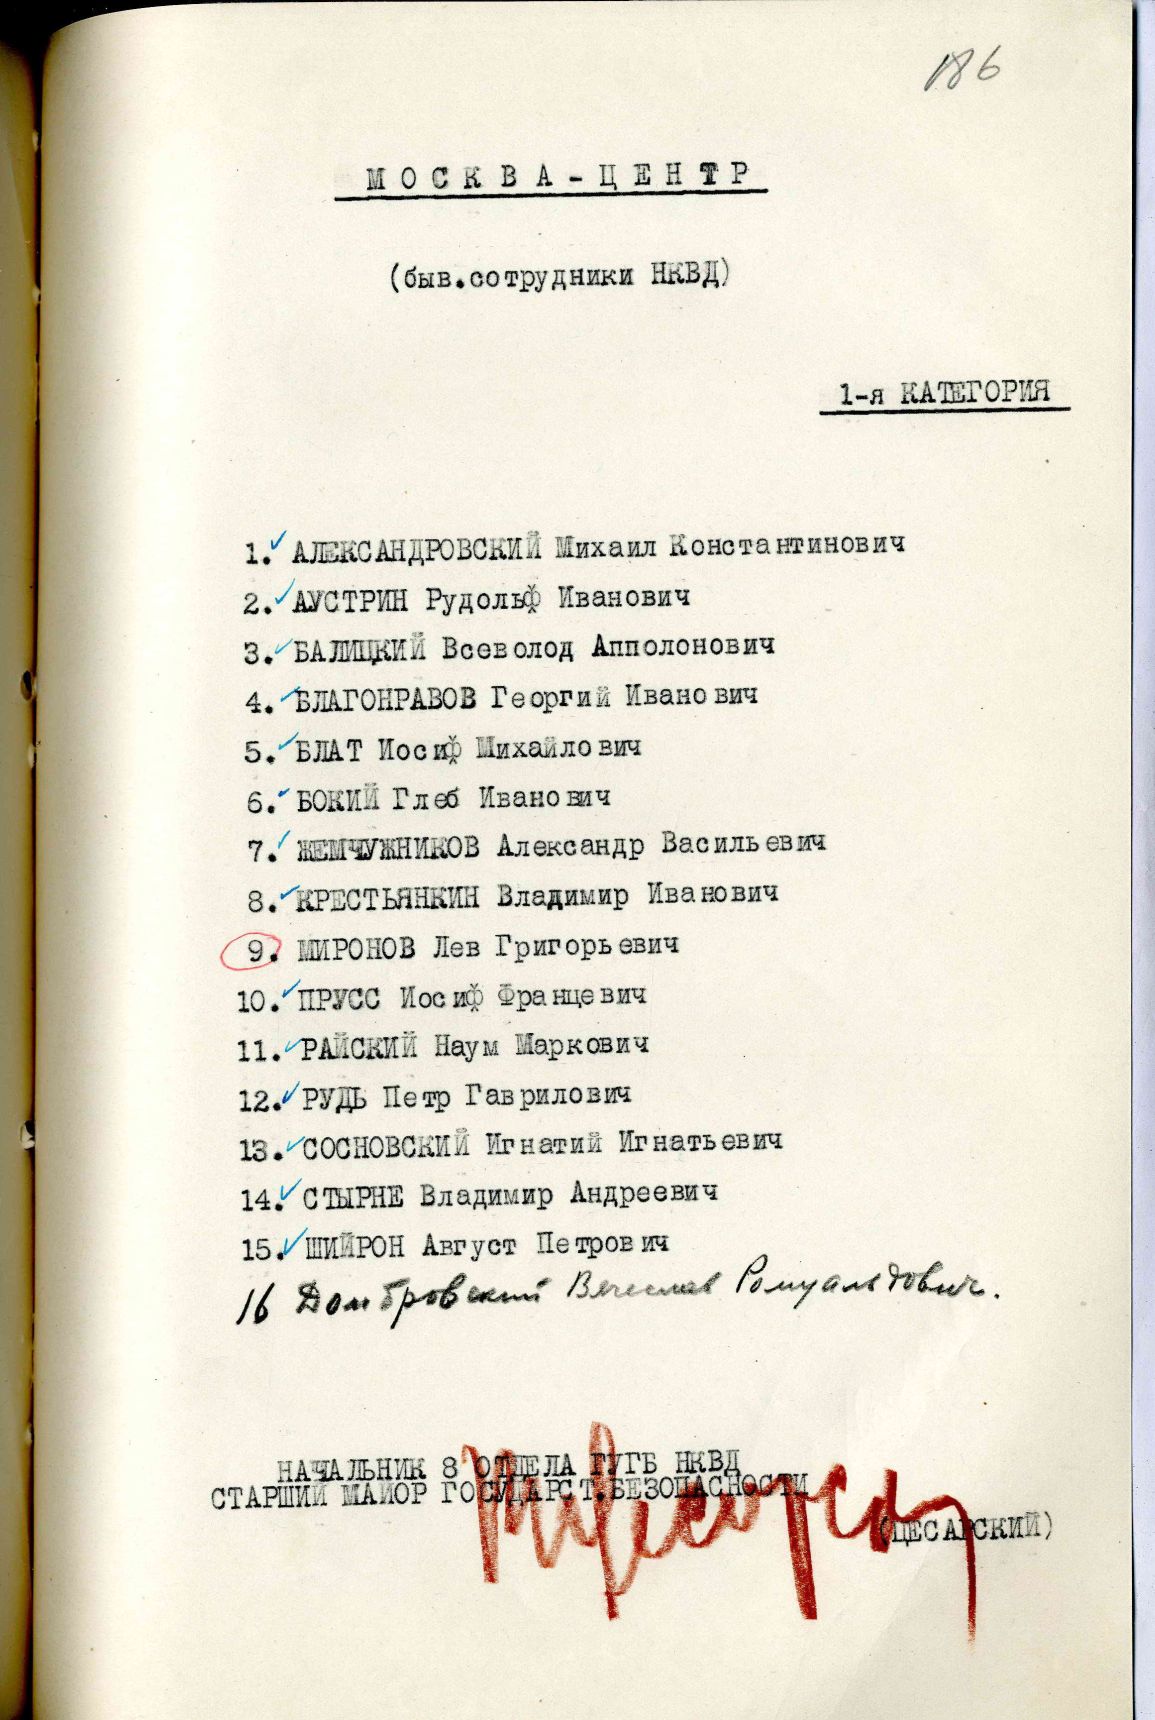 186
МОСКВА-ЦЕНТР
(быв.сотрудники НКВД)
1-я КАТЕГОРИЯ
1. АЛЕКСАНДРОВСКИЙ Михаил Константинович
2. АУСТРИН Рудольф Иванович
3. БАЛИЦКИЙ Всеволод Апполонович
4. БЛАГОНРАВОВ Георгий Иванович
5. БЛАТ Иосиф Михайлович
6. БОКИЙ Глеб Иванович
7. ЖЕМЧУЖНИКОВ Александр Васильевич
8. КРЕСТЬЯНКИН Владимир Иванович
9. МИРОНОВ Лев Григорьевич
10. ПРУСС Иосиф Францевич
11. РАЙСКИЙ Наум Маркович
12. РУДЬ Петр Гаврилович
13. СОСНОВСКИЙ Игнатий Игнатьевич
14. СТЫРНЕ Владимир Андреевич
15. ШИЙРОН Август Петрович
16 Домбровский Вячеслав Ромуальдович.
НАЧАЛЬНИК 8 ОТДЕЛА ГУГБ НКВД
СТАРШИЙ МАЙОР ГОСУДАРСТ.БЕЗОПАСНОСТИ
(ЦЕСАРСКИЙ)